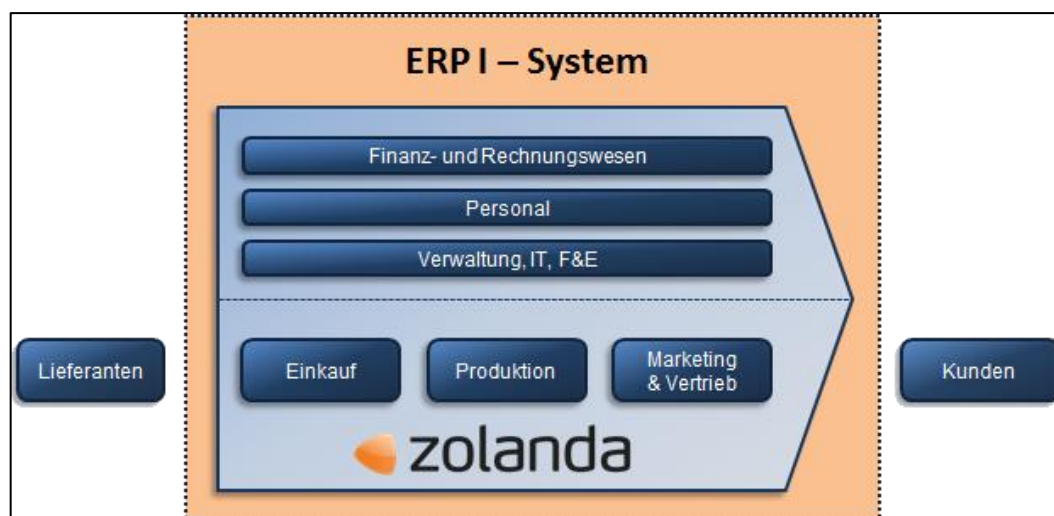 ERP I – System
Finanz- und Rechnungswesen
Personal
Verwaltung, IT, F&E
Lieferanten
Einkauf
Produktion
Marketing
& Vertrieb
Kunden
zolanda